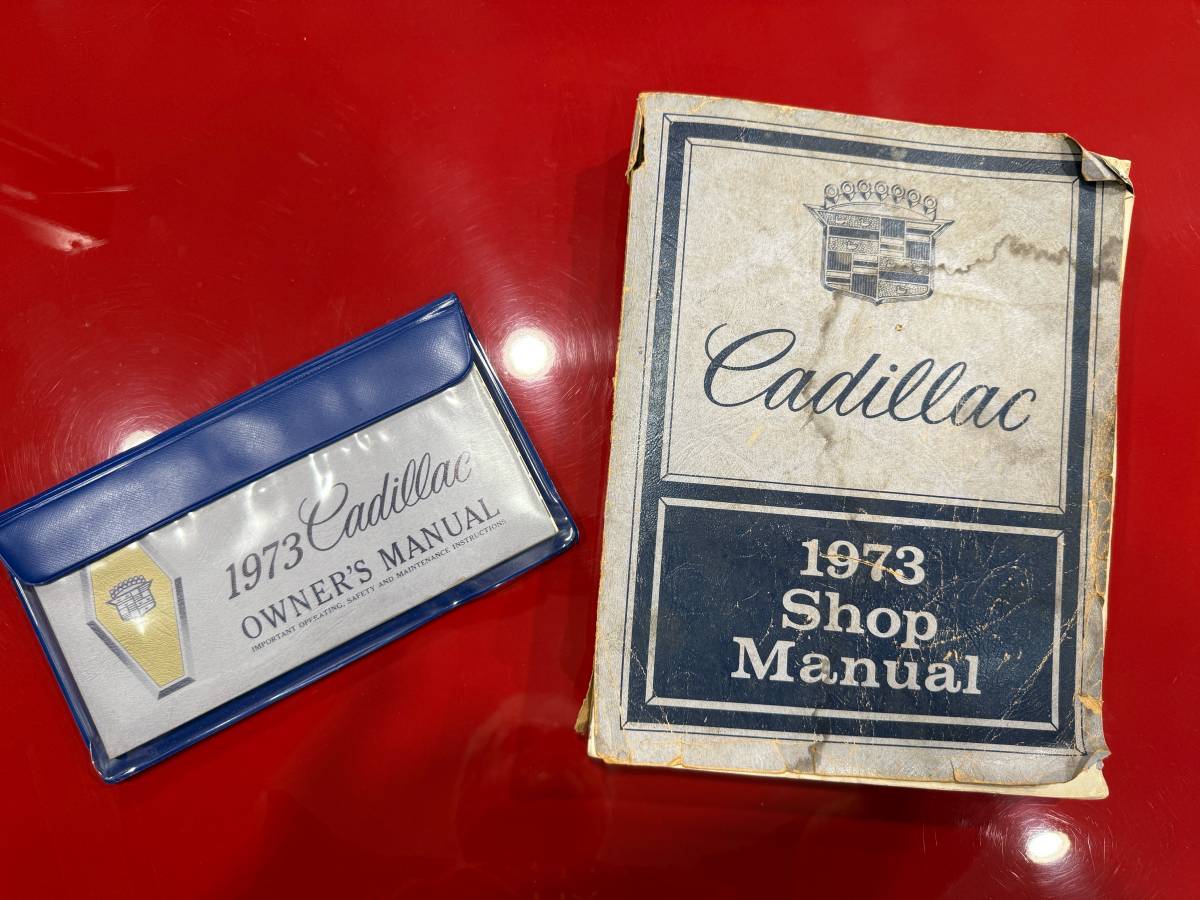 1973 Cadillac
OWNER'S MANUAL
IMPORTANT OPERATING, SAFETY AND MAINTENANCE INSTRUCTIONS
Cadillac
1973
Shop
Manual